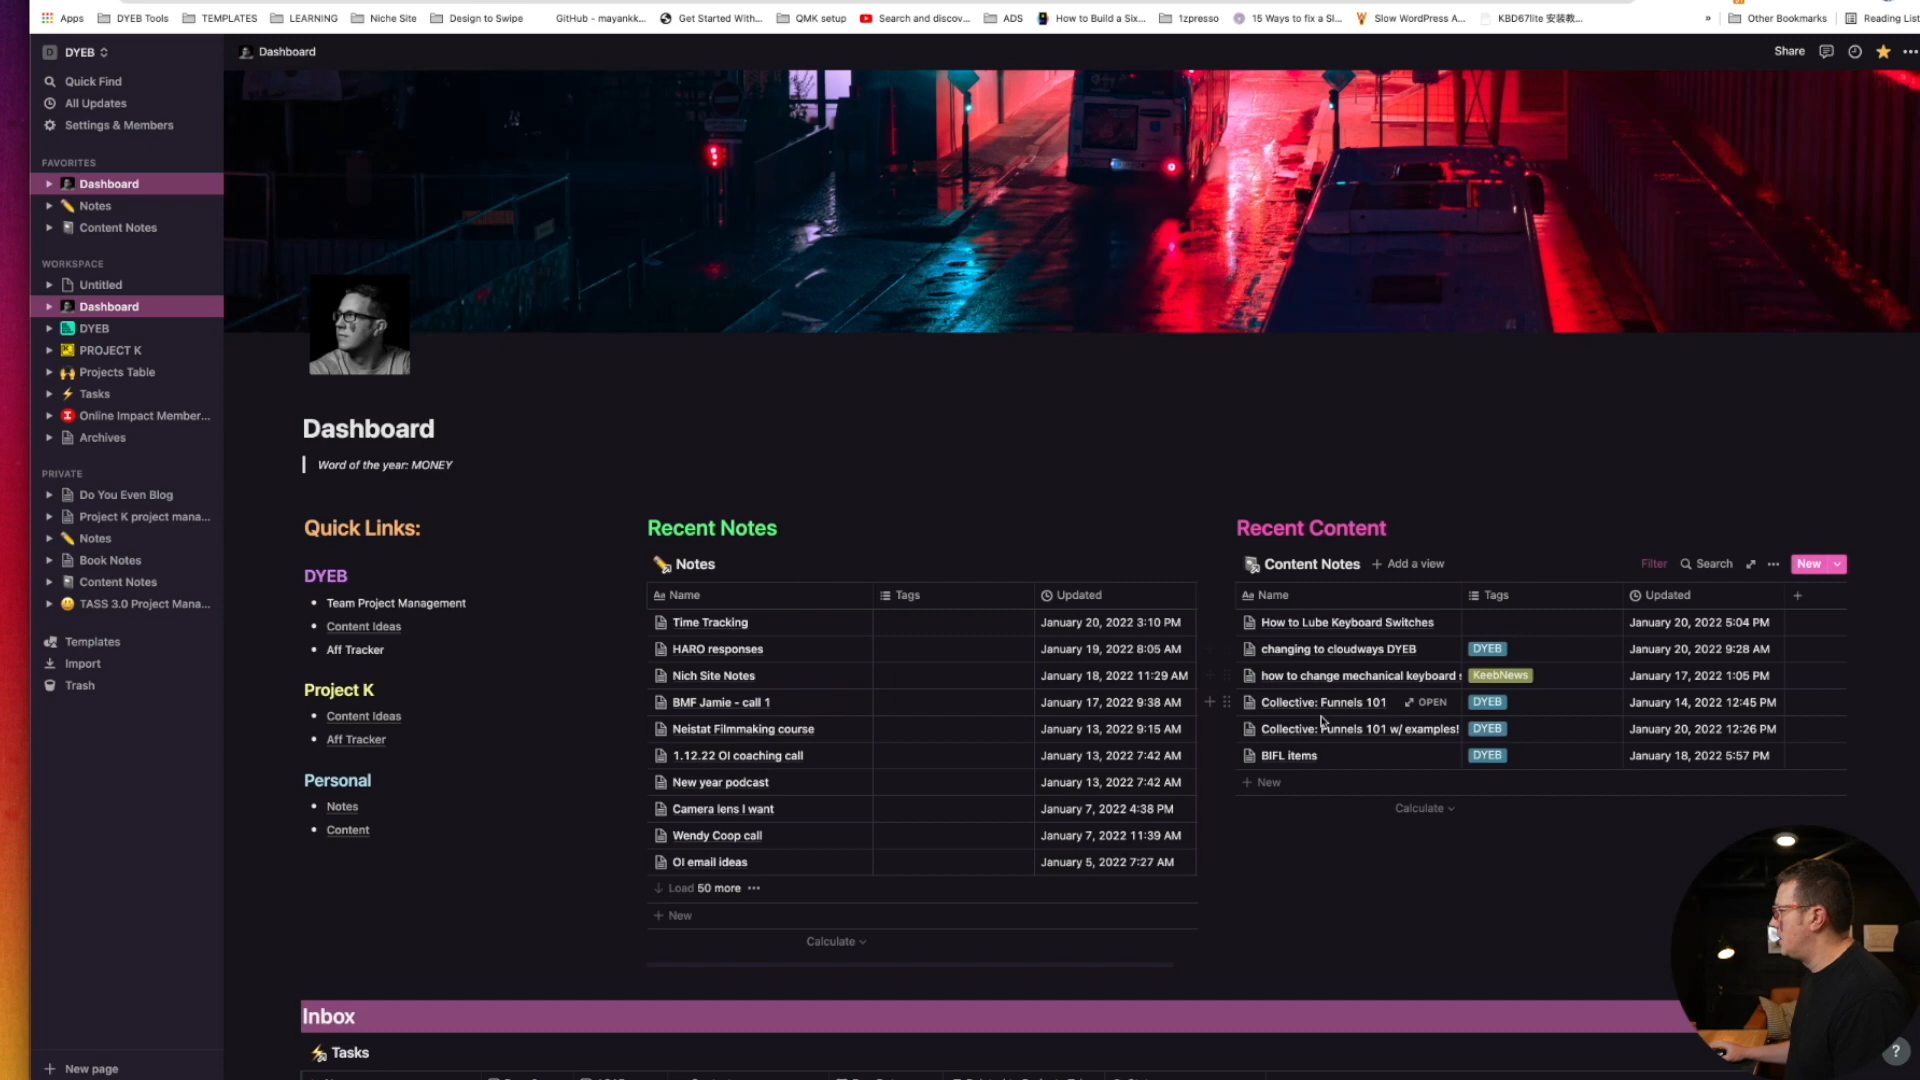 Apps DYEB Tools TEMPLATES LEARNING Niche Site Design to Swipe GitHub - mayankk... Get Started With... Search and discov... QMK setup ADS How to Build a Six... 1zpresso 15 Ways to fix a Sl... Slow WordPress A... KBD67lite 安装教... » Other Bookmarks Reading List
D DYEB
Dashboard
Share
Quick Find
All Updates
Settings & Members
FAVORITES
Dashboard
Notes
Content Notes
WORKSPACE
Untitled
Dashboard
DYEB
PROJECT K
Projects Table
Tasks
Online Impact Member...
Archives
PRIVATE
Do You Even Blog
Project K project mana...
Notes
Book Notes
Content Notes
TASS 3.0 Project Mana...
Templates
Import
Trash
+ New page
Dashboard
Word of the year: MONEY
Quick Links:
DYEB
• Team Project Management
• Content Ideas
• Aff Tracker
Project K
• Content Ideas
• Aff Tracker
Personal
• Notes
• Content
Recent Notes
Notes
Aa Name Tags Updated
Time Tracking January 20, 2022 3:10 PM
HARO responses January 19, 2022 8:05 AM
Nich Site Notes January 18, 2022 11:29 AM
BMF Jamie - call 1 January 17, 2022 9:38 AM
Neistat Filmmaking course January 13, 2022 9:15 AM
1.12.22 OI coaching call January 13, 2022 7:42 AM
New year podcast January 13, 2022 7:42 AM
Camera lens I want January 7, 2022 4:38 PM
Wendy Coop call January 7, 2022 11:39 AM
OI email ideas January 5, 2022 7:27 AM
Load 50 more ...
+ New
Calculate
Recent Content
Content Notes + Add a view Filter Search ... New
Aa Name Tags Updated +
How to Lube Keyboard Switches January 20, 2022 5:04 PM
changing to cloudways DYEB DYEB January 20, 2022 9:28 AM
how to change mechanical keyboard s KeebNews January 17, 2022 1:05 PM
Collective: Funnels 101 OPEN DYEB January 14, 2022 12:45 PM
Collective: Funnels 101 w/ examples! DYEB January 20, 2022 12:26 PM
BIFL items DYEB January 18, 2022 5:57 PM
+ New
Calculate
Inbox
Tasks
?